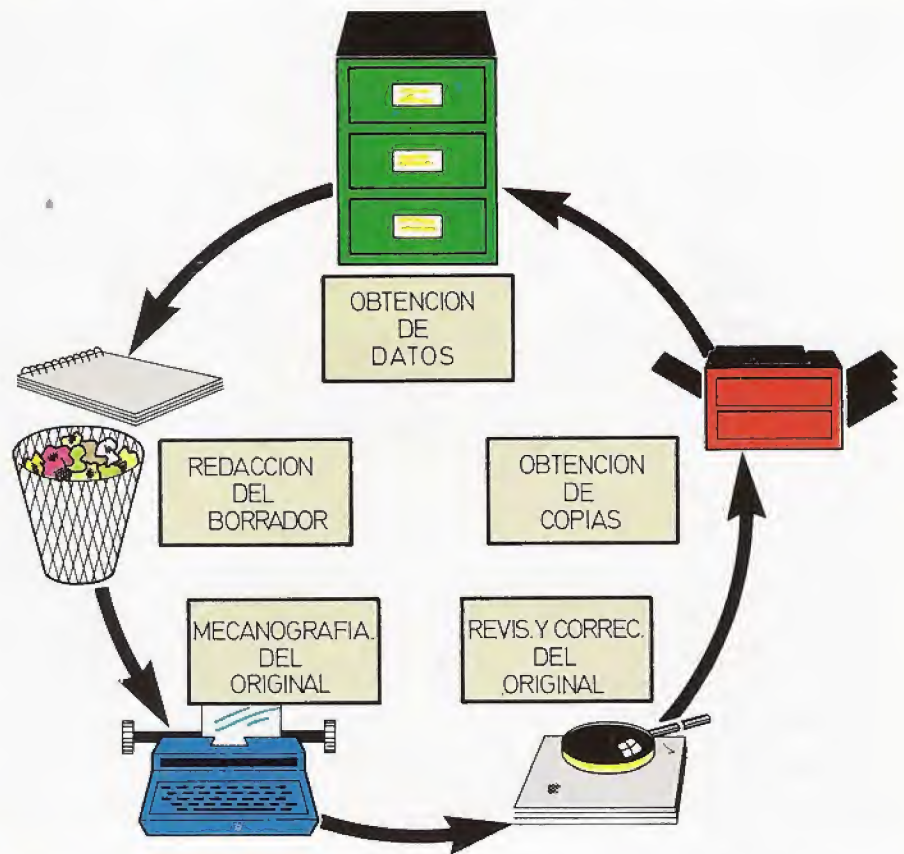 OBTENCION
DE
DATOS
REDACCION
DEL
BORRADOR
MECANOGRAFIA.
DEL
ORIGINAL
REVIS.Y CORREC.
DEL
ORIGINAL
OBTENCION
DE
COPIAS